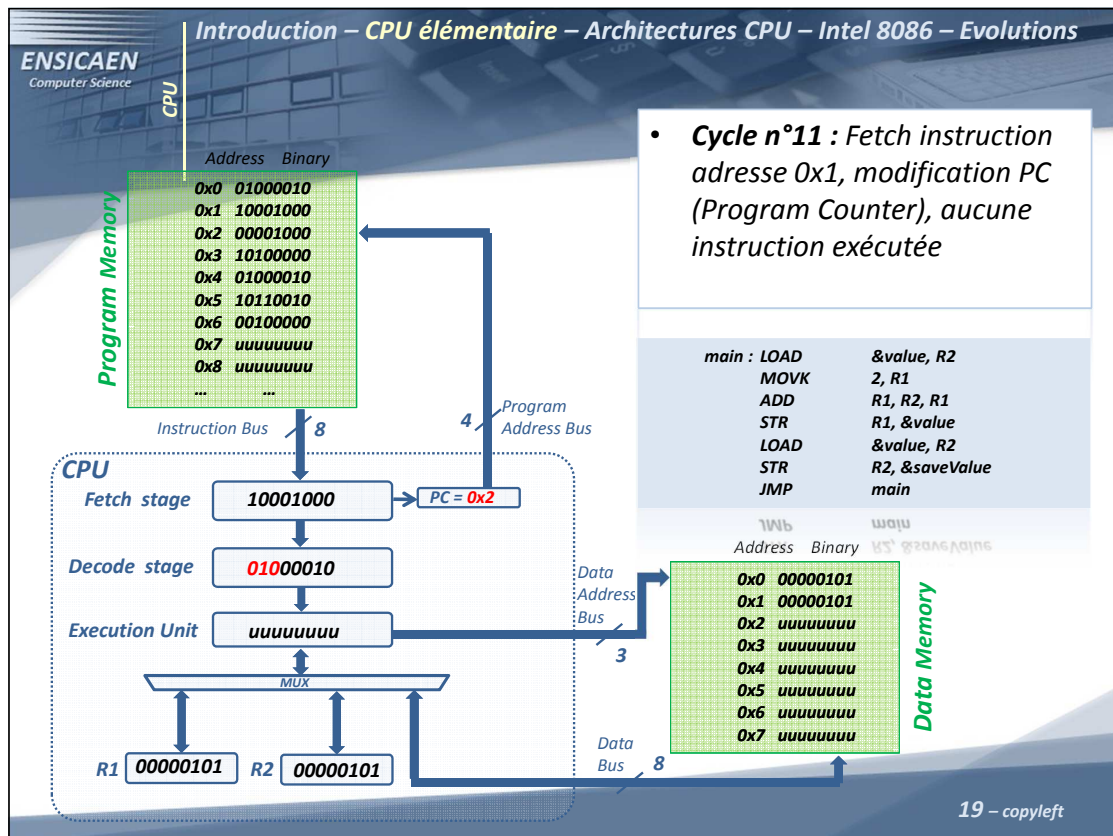 Introduction – CPU élémentaire – Architectures CPU – Intel 8086 – Evolutions
ENSICAEN
Computer Science
CPU
• Cycle n°11 : Fetch instruction
adresse 0x1, modification PC
(Program Counter), aucune
instruction exécutée
Program Memory
Address Binary
0x0 01000010
0x1 10001000
0x2 00001000
0x3 10100000
0x4 01000010
0x5 10110010
0x6 00100000
0x7 uuuuuuuu
0x8 uuuuuuuu
... ...
Instruction Bus 8
4 Program
Address Bus
main : LOAD &value, R2
MOVK 2, R1
ADD R1, R2, R1
STR R1, &value
LOAD &value, R2
STR R2, &saveValue
JMP main
JMP main
R2, &saveValue
CPU
Fetch stage 10001000 PC = 0x2
Decode stage 01000010
Execution Unit uuuuuuuu
MUX
R1 00000101 R2 00000101
Data
Address
Bus
3
Address Binary
0x0 00000101
0x1 00000101
0x2 uuuuuuuu
0x3 uuuuuuuu
0x4 uuuuuuuu
0x5 uuuuuuuu
0x6 uuuuuuuu
0x7 uuuuuuuu
Data Memory
Data
Bus 8
19 – copyleft